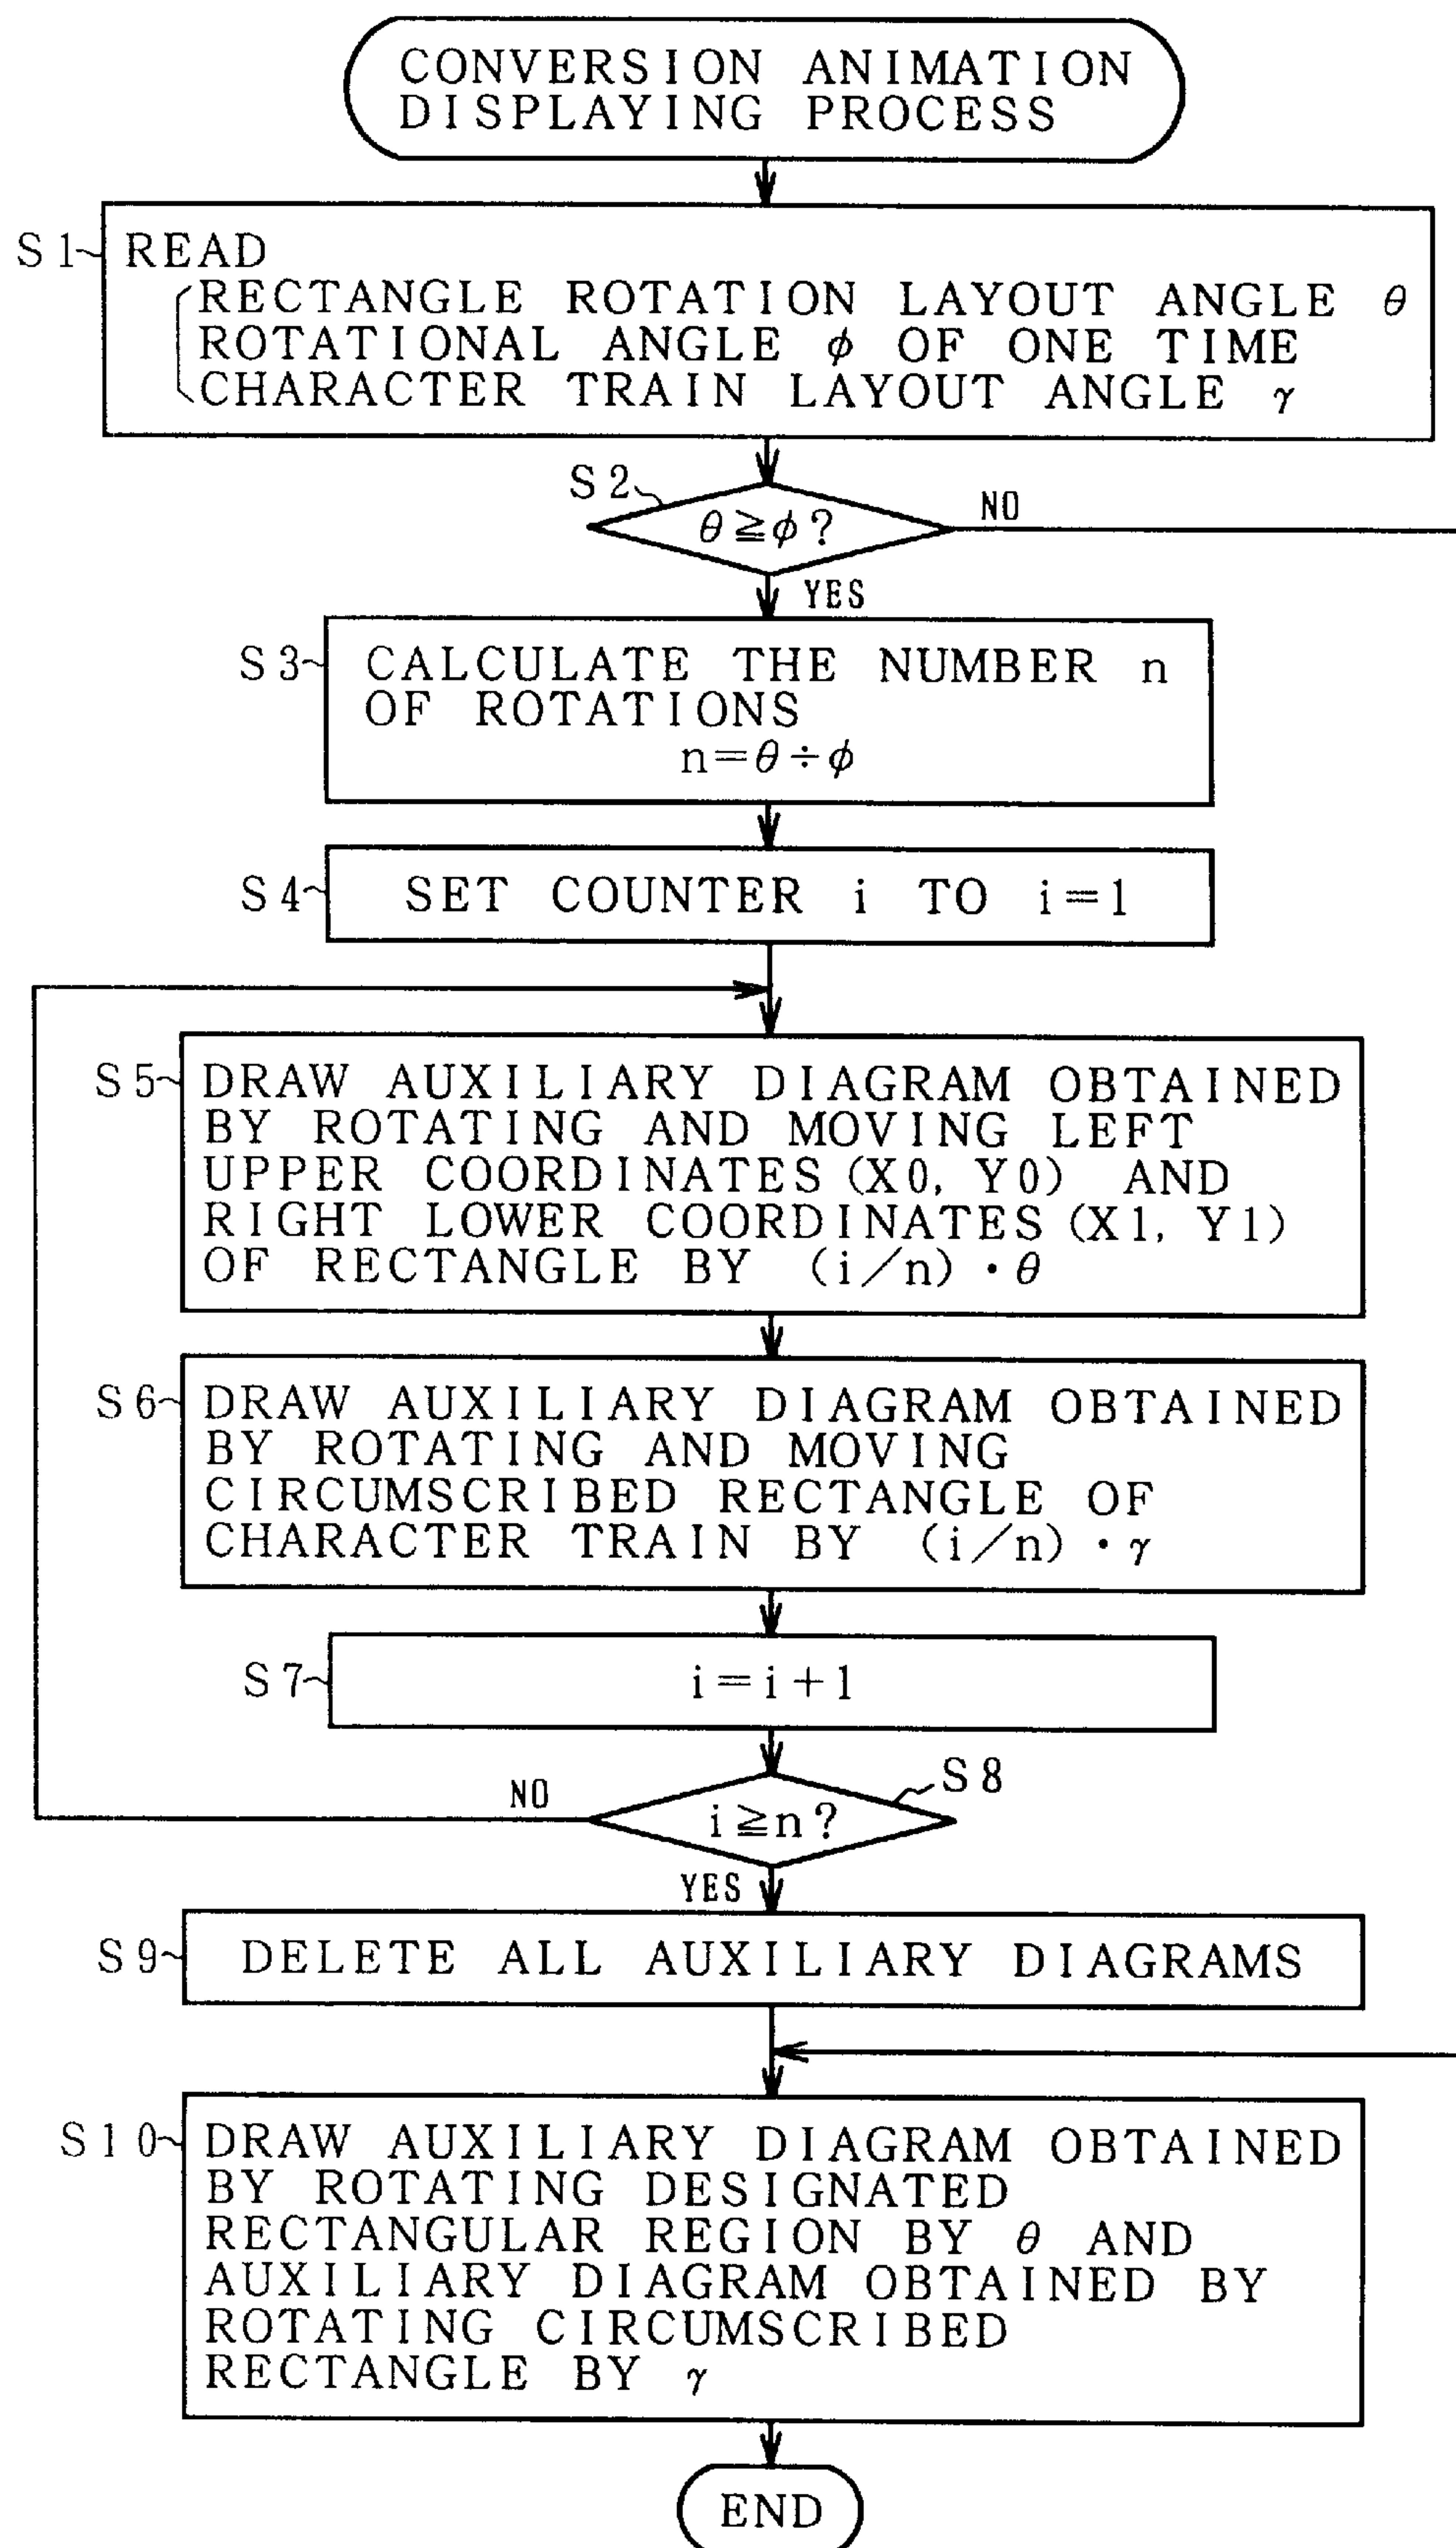 CONVERSION ANIMATION
DISPLAYING PROCESS
S1
READ
RECTANGLE ROTATION LAYOUT ANGLE θ
ROTATIONAL ANGLE φ OF ONE TIME
CHARACTER TRAIN LAYOUT ANGLE γ
S2
θ≧φ?
NO
YES
S3
CALCULATE THE NUMBER n
OF ROTATIONS
n=θ÷φ
S4
SET COUNTER i TO i=1
S5
DRAW AUXILIARY DIAGRAM OBTAINED
BY ROTATING AND MOVING LEFT
UPPER COORDINATES (X0, Y0) AND
RIGHT LOWER COORDINATES (X1, Y1)
OF RECTANGLE BY (i/n)・θ
S6
DRAW AUXILIARY DIAGRAM OBTAINED
BY ROTATING AND MOVING
CIRCUMSCRIBED RECTANGLE OF
CHARACTER TRAIN BY (i/n)・γ
S7
i=i+1
S8
i≧n?
NO
YES
S9
DELETE ALL AUXILIARY DIAGRAMS
S10
DRAW AUXILIARY DIAGRAM OBTAINED
BY ROTATING DESIGNATED
RECTANGULAR REGION BY θ AND
AUXILIARY DIAGRAM OBTAINED BY
ROTATING CIRCUMSCRIBED
RECTANGLE BY γ
END